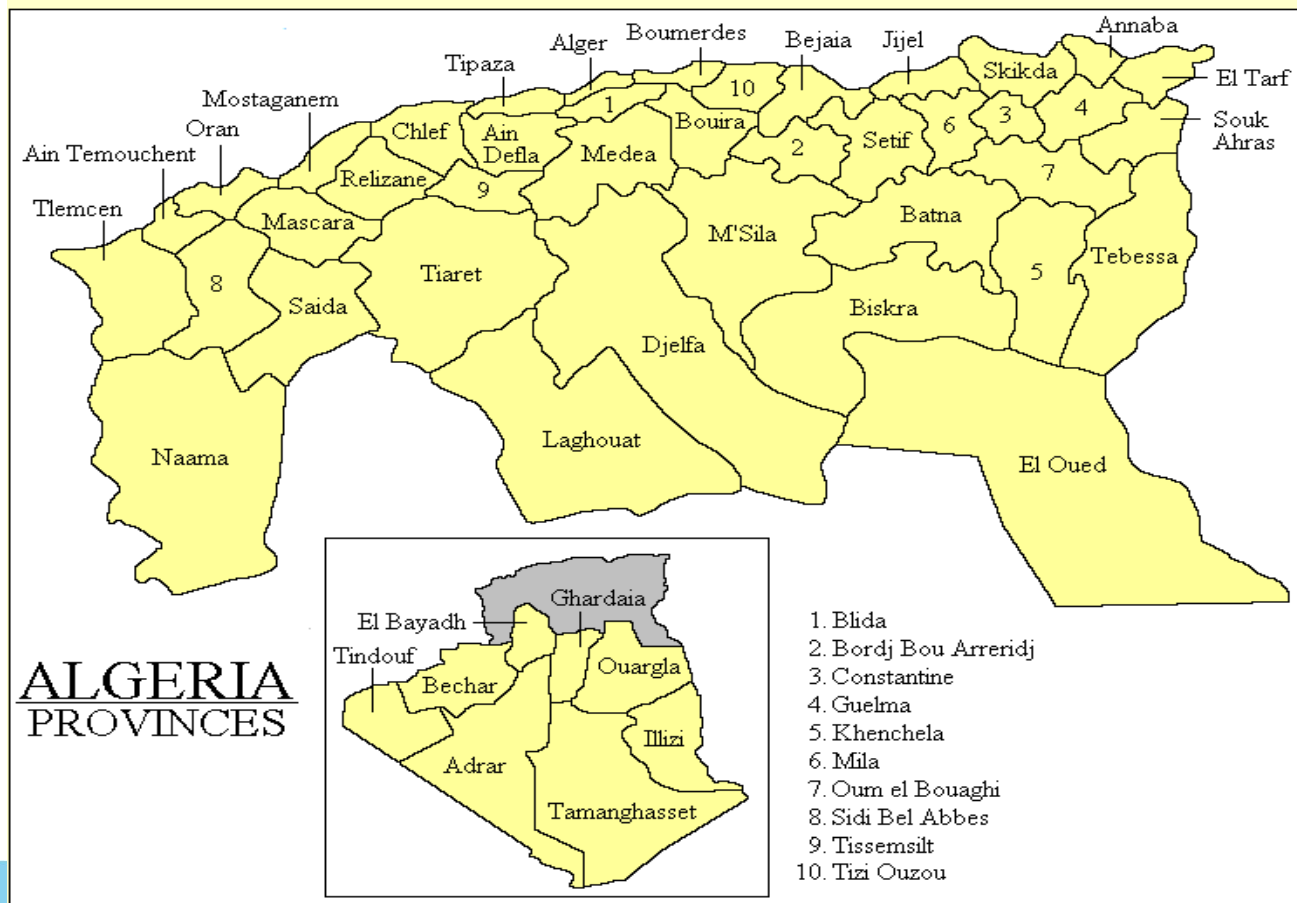 Annaba
Boumerdes
Alger
Bejaia
Jijel
Tipaza
Skikda
El Tarf
Mostaganem
10
1
3
4
Oran
Chlef
Ain
Defla
Bouira
Souk
Ahras
Ain Temouchent
Medea
2
Setif
6
Relizane
9
7
Tlemcen
Mascara
Batna
M'Sila
Tebessa
8
Tiaret
5
Saida
Biskra
Djelfa
Laghouat
Naama
El Oued
Ghardaia
El Bayadh
Tindouf
Ouargla
Bechar
Illizi
Adrar
Tamanghasset
ALGERIA
PROVINCES
1. Blida
2. Bordj Bou Arreridj
3. Constantine
4. Guelma
5. Khenchela
6. Mila
7. Oum el Bouaghi
8. Sidi Bel Abbes
9. Tissemsilt
10. Tizi Ouzou